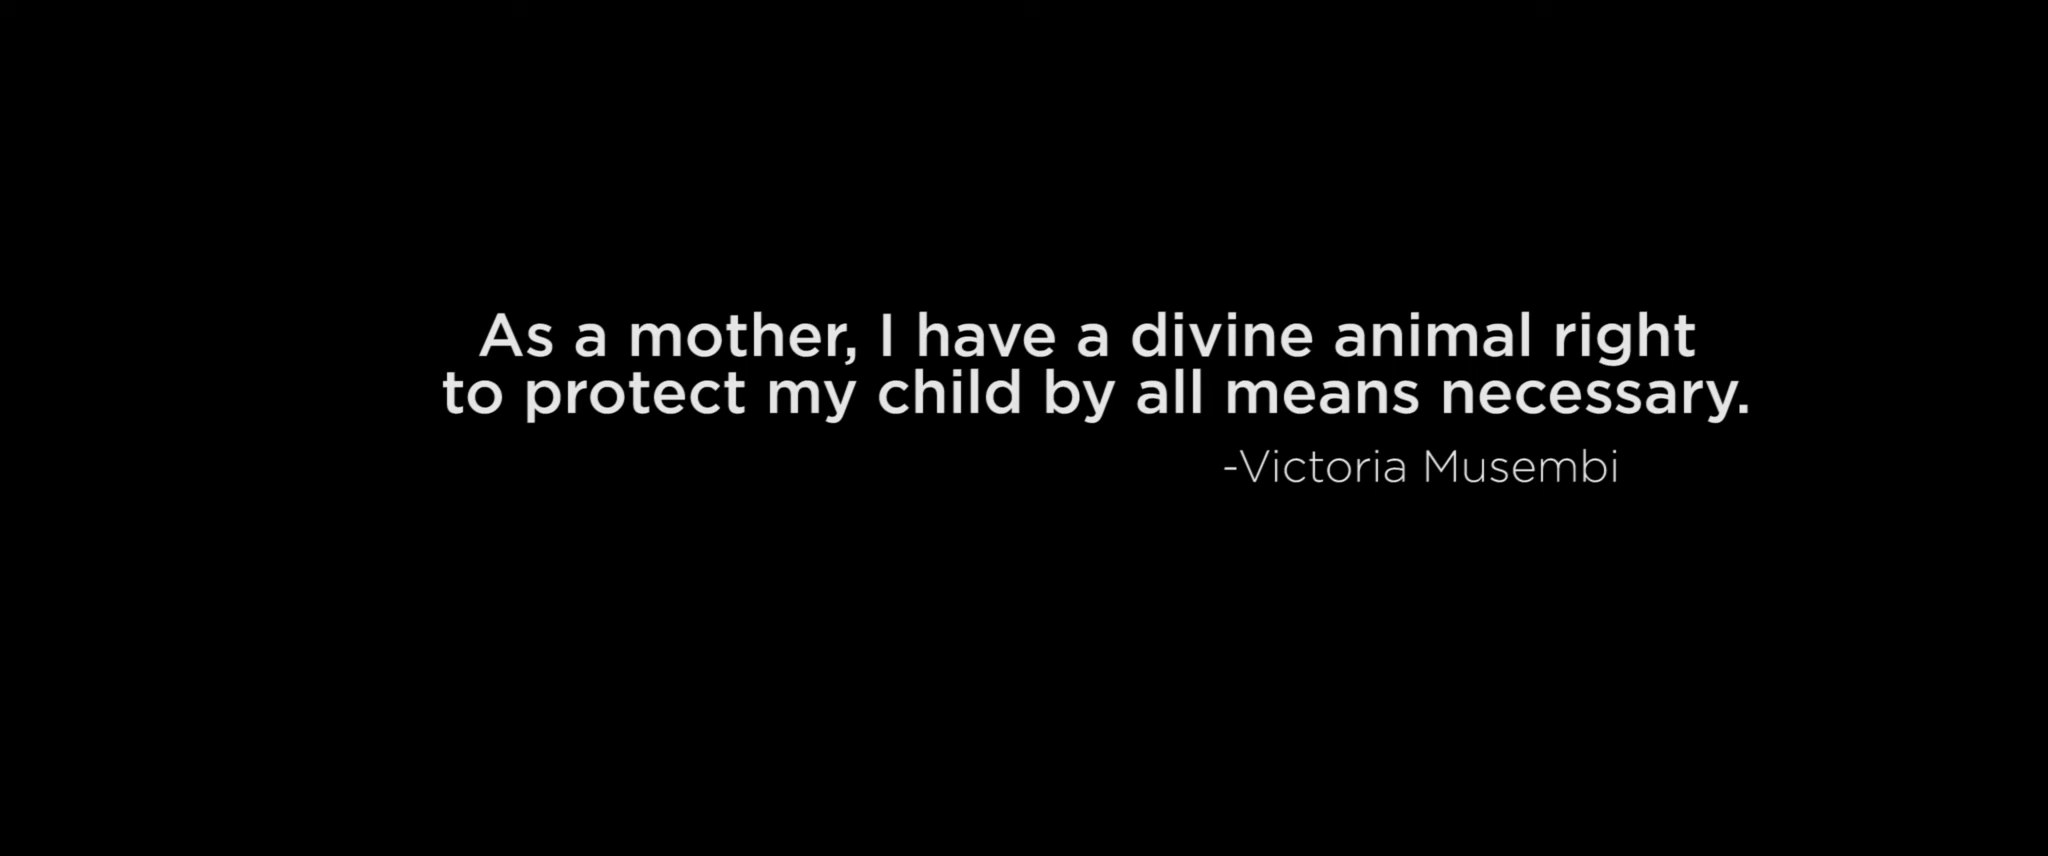 As a mother, I have a divine animal right
to protect my child by all means necessary.
-Victoria Musembi